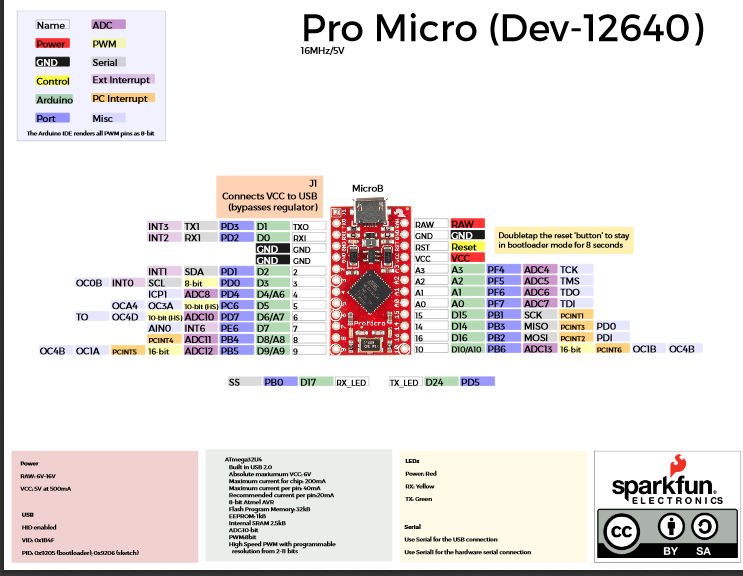 Pro Micro (Dev-12640)
16MHz/5V
Name ADC
Power PWM
GND Serial
Control Ext Interrupt
Arduino PC Interrupt
Port Misc
The Arduino IDE renders all PWM pins as 8-bit
J1
Connects VCC to USB
(bypasses regulator)
MicroB
INT3 TX1 PD3 D1 TXO
INT2 RX1 PD2 D0 RXI
GND GND
GND GND
INT1 SDA PD1 D2 2
OC0B INT0 SCL 8-bit PD0 D3 3
ICP1 ADC8 PD4 D4/A6 4
OCA4 OC3A 10-bit (HS) PC6 D5 5
TO OC4D 10-bit (HS) ADC10 PD7 D6/A7 6
AIN0 INT6 PE6 D7 7
PCINT4 ADC11 PB4 D8/A8 8
OC4B OC1A PCINT5 16-bit ADC12 PB5 D9/A9 9
RAW RAW
GND GND
RST Reset
VCC VCC
Doubletap the reset 'button' to stay
in bootloader mode for 8 seconds
A3 A3 PF4 ADC4 TCK
A2 A2 PF5 ADC5 TMS
A1 A1 PF6 ADC6 TDO
A0 A0 PF7 ADC7 TDI
15 D15 PB1 SCK PCINT1
14 D14 PB3 MISO PCINT3 PD0
16 D16 PB2 MOSI PCINT2 PDI
10 D10/A10 PB6 ADC13 16-bit PCINT6 OC1B OC4B
ProMicro
SS PB0 D17 RX_LED TX_LED D24 PD5
Power
RAW: 6V-16V
VCC: 5V at 500mA
USB
HID enabled
VID: 0x1B4F
PID: 0x9205 (bootloader); 0x9206 (sketch)
ATmega32U4
Built in USB 2.0
Absolute maxiumum VCC: 6V
Maximum current for chip: 200mA
Maximum current per pin: 40mA
Recommended current per pin:20mA
8-bit Atmel AVR
Flash Program Memory: 32kB
EEPROM: 1kB
Internal SRAM 2.5kB
ADC:10-bit
PWM:8bit
High Speed PWM with programmable
resolution from 2-11 bits
LEDs
Power: Red
RX: Yellow
TX: Green
Serial
Use Serial for the USB connection
Use Serial1 for the hardware serial connection
sparkfun
ELECTRONICS
cc
BY SA